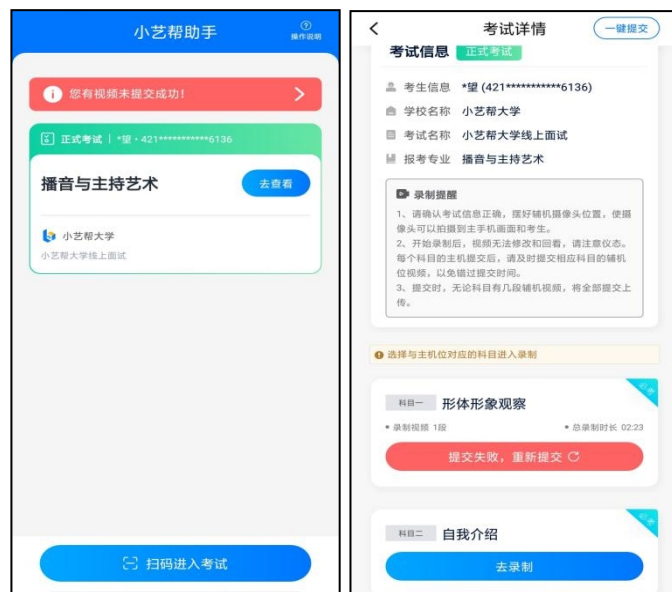 小艺帮助手
操作说明
您有视频未提交成功！
正式考试 | *望·421***********6136
播音与主持艺术
去查看
小艺帮大学
小艺帮大学线上面试
扫码进入考试
考试详情
一键提交
考试信息 正式考试
考生信息 *望 (421***********6136)
学校名称 小艺帮大学
考试名称 小艺帮大学线上面试
报考专业 播音与主持艺术
录制提醒
1、请确认考试信息正确，摆好辅机摄像头位置，使摄
像头可以拍摄到主手机画面和考生。
2、开始录制后，视频无法修改和回看，请注意仪态。
每个科目的主机提交后，请及时提交相应科目的辅机
位视频，以免错过提交时间。
3、提交时，无论科目有几段辅机视频，将全部提交上
传。
选择与主机位对应的科目进入录制
必考
科目一 形体形象观察
录制视频 1段 总录制时长 02:23
提交失败，重新提交
必考
科目二 自我介绍
去录制